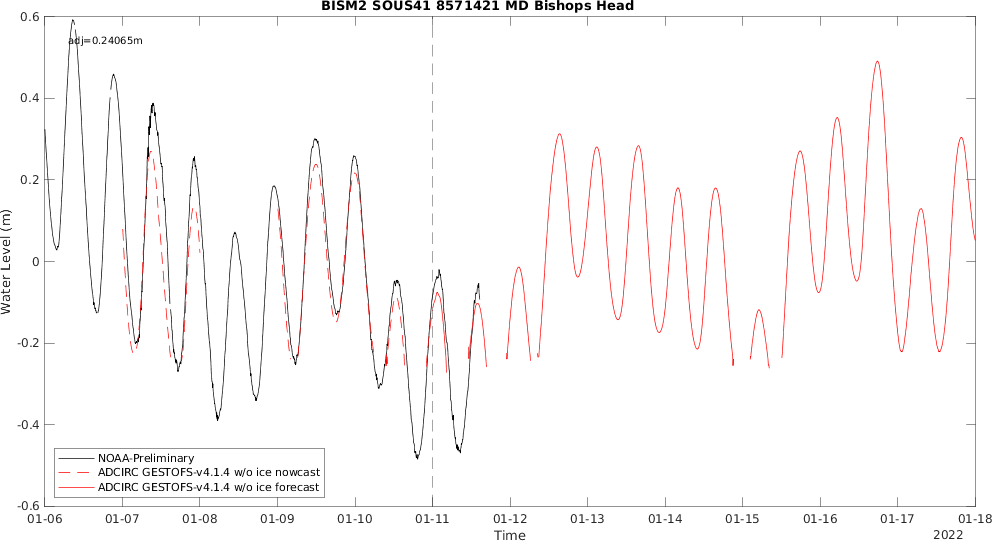 BISM2 SOUS41 8571421 MD Bishops Head
adj=0.24065m
0.6
0.4
0.2
0
-0.2
-0.4
-0.6
Water Level (m)
NOAA-Preliminary
ADCIRC GESTOFS-v4.1.4 w/o ice nowcast
ADCIRC GESTOFS-v4.1.4 w/o ice forecast
01-06 01-07 01-08 01-09 01-10 01-11 01-12 01-13 01-14 01-15 01-16 01-17 01-18
Time
2022